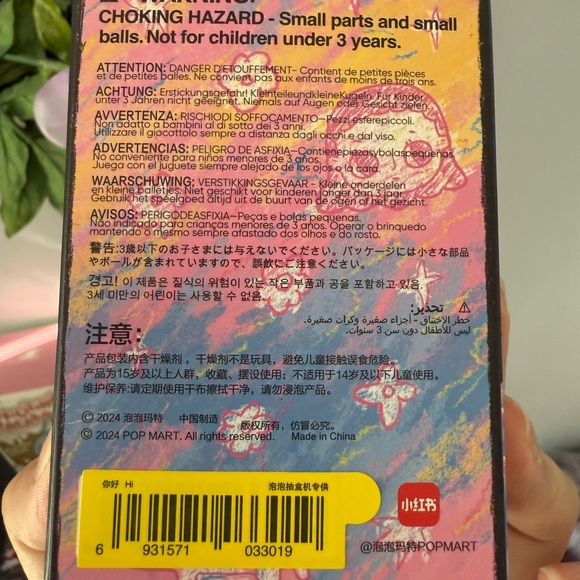 WARNING:
CHOKING HAZARD - Small parts and small
balls. Not for children under 3 years.
ATTENTION: DANGER D'ETOUFFEMENT- Contient de petites pièces
et de petites balles. Ne convient pas aux enfants de moins de trois ans.
ACHTUNG: Erstickungsgefahr! KleinteileundkleineKugeln. Für Kinder
unter 3 Jahren nicht geeignet. Niemals auf Augen oder Gesicht zielen.
AVVERTENZA: RISCHIODI SOFFOCAMENTO–Pezzi esferepiccoli.
Non adatto a bambini al di sotto dei 3 anni.
Utilizzare il giocottolo sempre a distanza dagli occhi e dal viso.
ADVERTENCIAS: PELIGRO DE ASFIXIA–Contienepiezasybolaspequenas.
No conveniente para niños menores de 3 años.
Juega con el luguete siempre alejado de los ojos o la cara.
WAARSCHUWING: VERSTIKKINGSGEVAAR - Kleine onderdelen
en kleine balletjes. Niet geschikt voor kinderen jonger dan 3 jaar.
Gebruik het speelgoed altijd uit de buurt van de ogen of het gezicht.
AVISOS: PERIGODEASFIXIA–Peças e bolas pequenas.
Não indicado para crianças menores de 3 anos. Operar o brinquedo
mantendo o mesmo sempre afastado dos olhos e do rosto.
警告:3歳以下のお子さまには与えないでください。パッケージには小さな部品
やボールが含まれていますので、誤飲にご注意ください。
경고! 이 제품은 질식의 위험이 있는 작은 부품과 공을 포함하고 있음.
3세 미만의 어린이는 사용할 수 없음.
⚠ تحذير:
خطر الاختناق - أجزاء صغيرة وكرات صغيرة.
ليس للأطفال دون سن 3 سنوات.
注意:
产品包装内含干燥剂，干燥剂不是玩具，避免儿童接触误食危险。
产品为15岁及以上人群，收藏、摆设使用；不适用于14岁及以下儿童使用。
维护保养:请定期使用干布擦拭干净，请勿浸泡产品。
© 2024 泡泡玛特 中国制造 版权所有，仿冒必究。
© 2024 POP MART. All rights reserved. Made in China
你好 Hi 泡泡抽盒机专供
6 931571 033019
小红书
@泡泡玛特POPMART